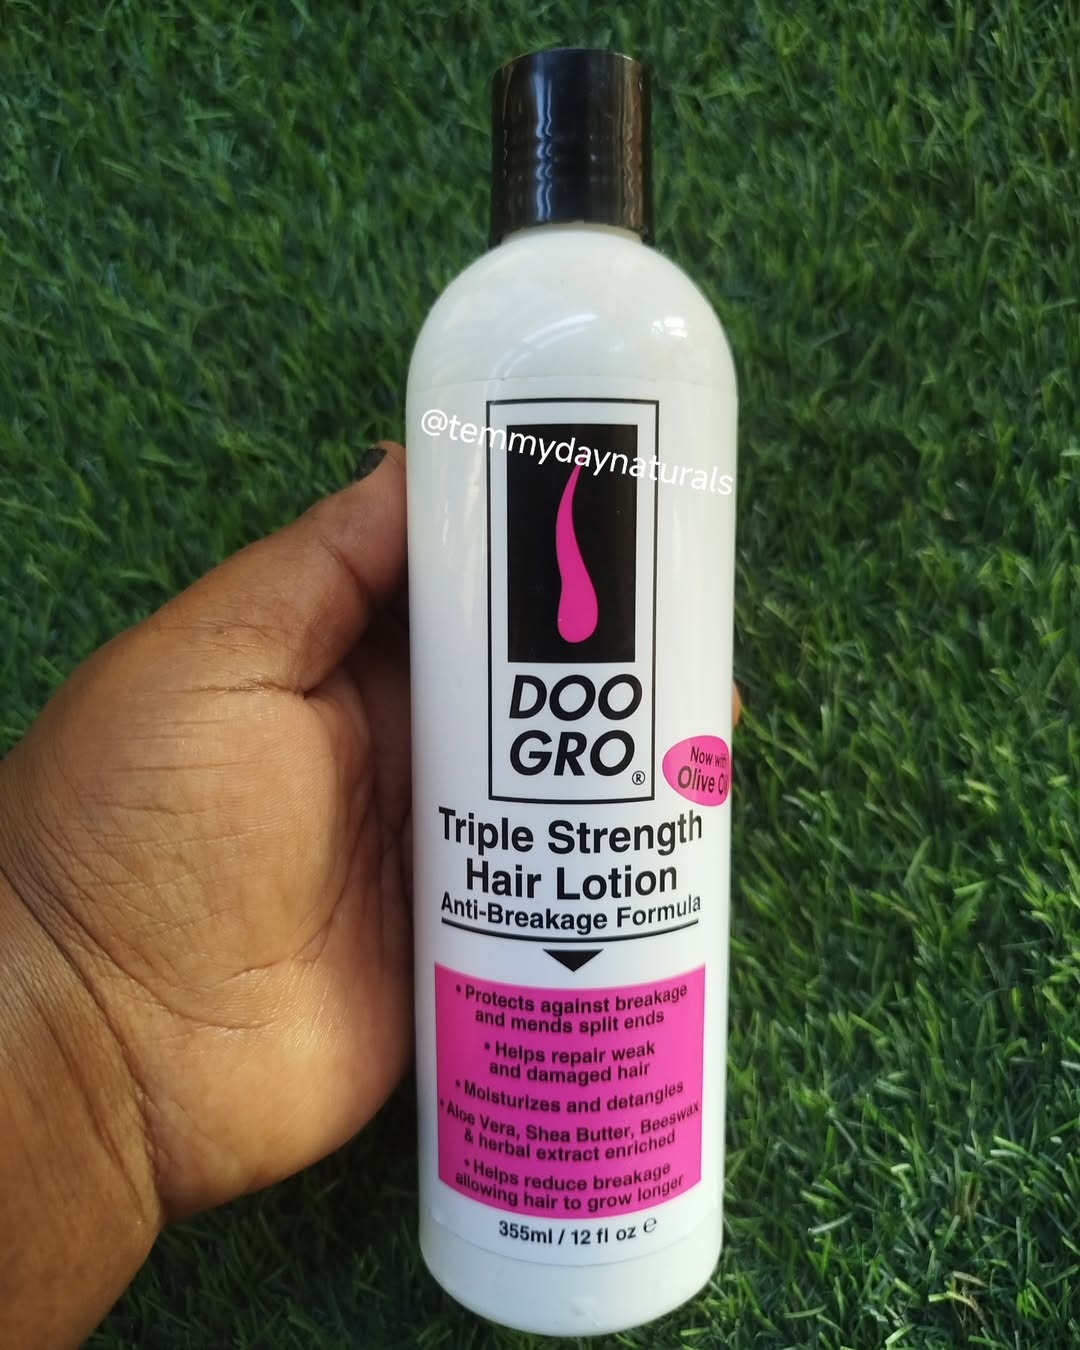 @temmydaynaturals
DOO
GRO®
Now with
Olive Oil
Triple Strength
Hair Lotion
Anti-Breakage Formula
• Protects against breakage
and mends split ends
• Helps repair weak
and damaged hair
• Moisturizes and detangles
• Aloe Vera, Shea Butter, Beeswax
& herbal extract enriched
• Helps reduce breakage
allowing hair to grow longer
355ml / 12 fl oz ℮